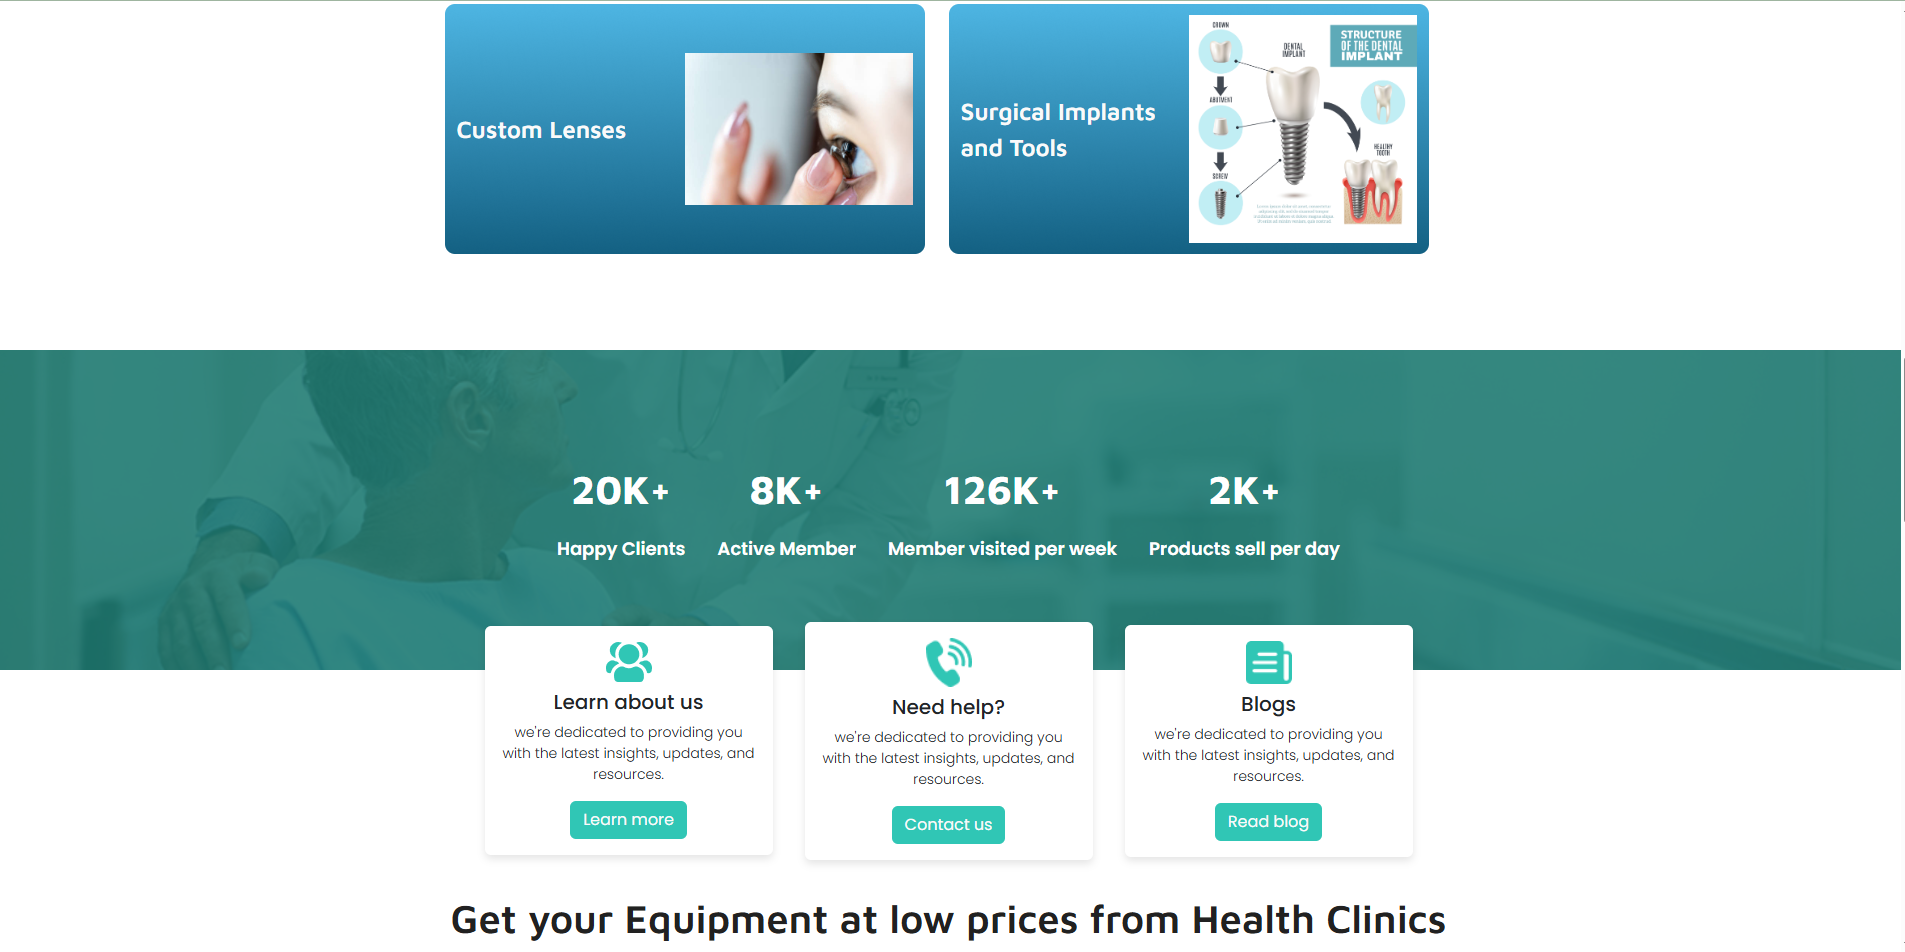 Custom Lenses
Surgical Implants
and Tools
CROWN
DENTAL
IMPLANT
STRUCTURE
OF THE DENTAL
IMPLANT
ABUTMENT
HEALTHY
TOOTH
SCREW
20K+
8K+
126K+
2K+
Happy Clients
Active Member
Member visited per week
Products sell per day
Learn about us
we're dedicated to providing you
with the latest insights, updates, and
resources.
Learn more
Need help?
we're dedicated to providing you
with the latest insights, updates, and
resources.
Contact us
Blogs
we're dedicated to providing you
with the latest insights, updates, and
resources.
Read blog
Get your Equipment at low prices from Health Clinics